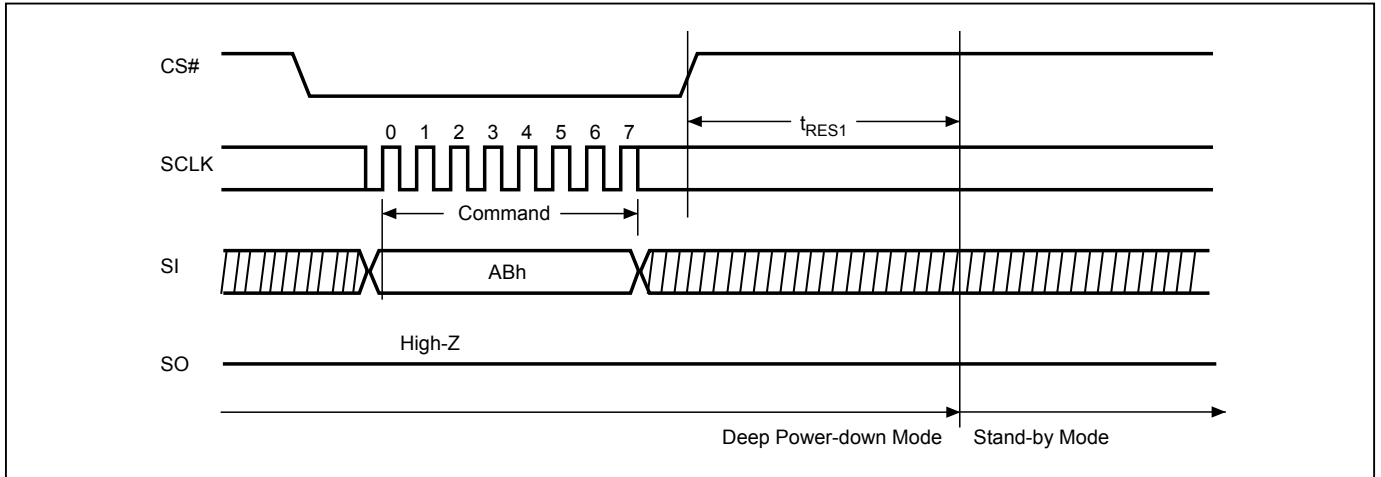 CS#
tRES1
0 1 2 3 4 5 6 7
SCLK
Command
SI
ABh
High-Z
SO
Deep Power-down Mode Stand-by Mode